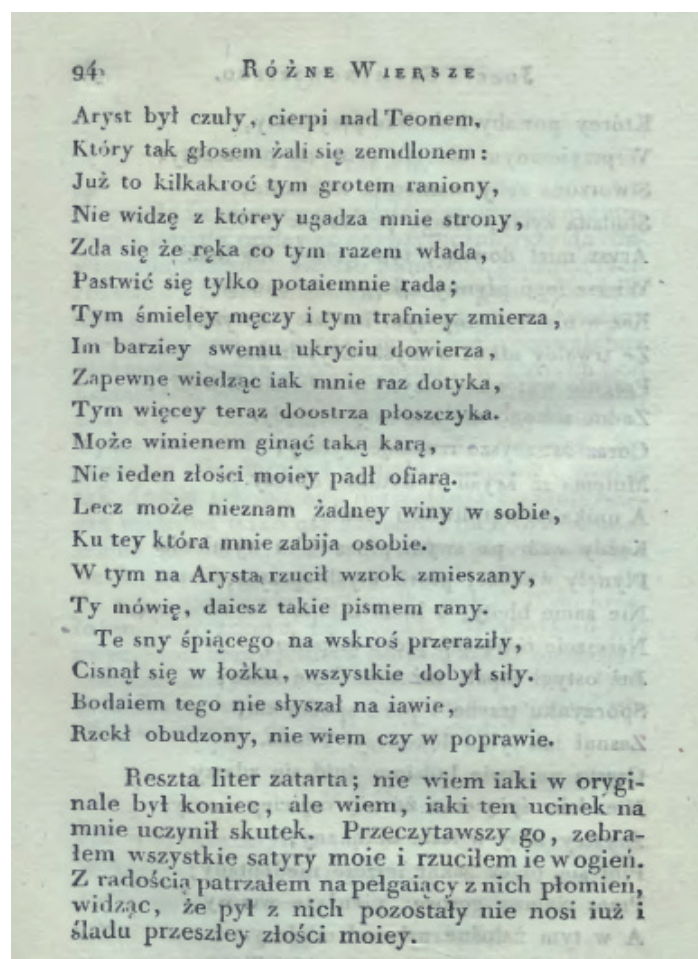 94 RÓŻNE WIERSZE
Aryst był czuły, cierpi nad Teonem,
Który tak głosem żali się zemdlonem:
Już to kilkakroć tym grotem raniony,
Nie widzę z którey ugadza mnie strony,
Zda się że ręka co tym razem włada,
Pastwić się tylko potaiemnie rada;
Tym śmieley męczy i tym trafniey zmierza,
Im barziey swemu ukryciu dowierza,
Zapewne wiedząc iak mnie raz dotyka,
Tym więcey teraz doostrza płoszczyka.
Może winienem ginąć taką karą,
Nie ieden złości moiey padł ofiarą.
Lecz może nieznam żadney winy w sobie,
Ku tey która mnie zabija osobie.
W tym na Arysta rzucił wzrok zmieszany,
Ty mówię, daiesz takie pismem rany.
Te sny śpiącego na wskroś przeraziły,
Cisnął się w łożku, wszystkie dobył siły.
Bodaiem tego nie słyszał na iawie,
Rzekł obudzony, nie wiem czy w poprawie.
Reszta liter zatarta; nie wiem iaki w orygi-
nale był koniec, ale wiem, iaki ten ucinek na
mnie uczynił skutek. Przeczytawszy go, zebra-
łem wszystkie satyry moie i rzuciłem ie w ogień.
Z radością patrzałem na pełgaiący z nich płomień,
widząc, że pył z nich pozostały nie nosi iuż i
śladu przeszłey złości moiey.